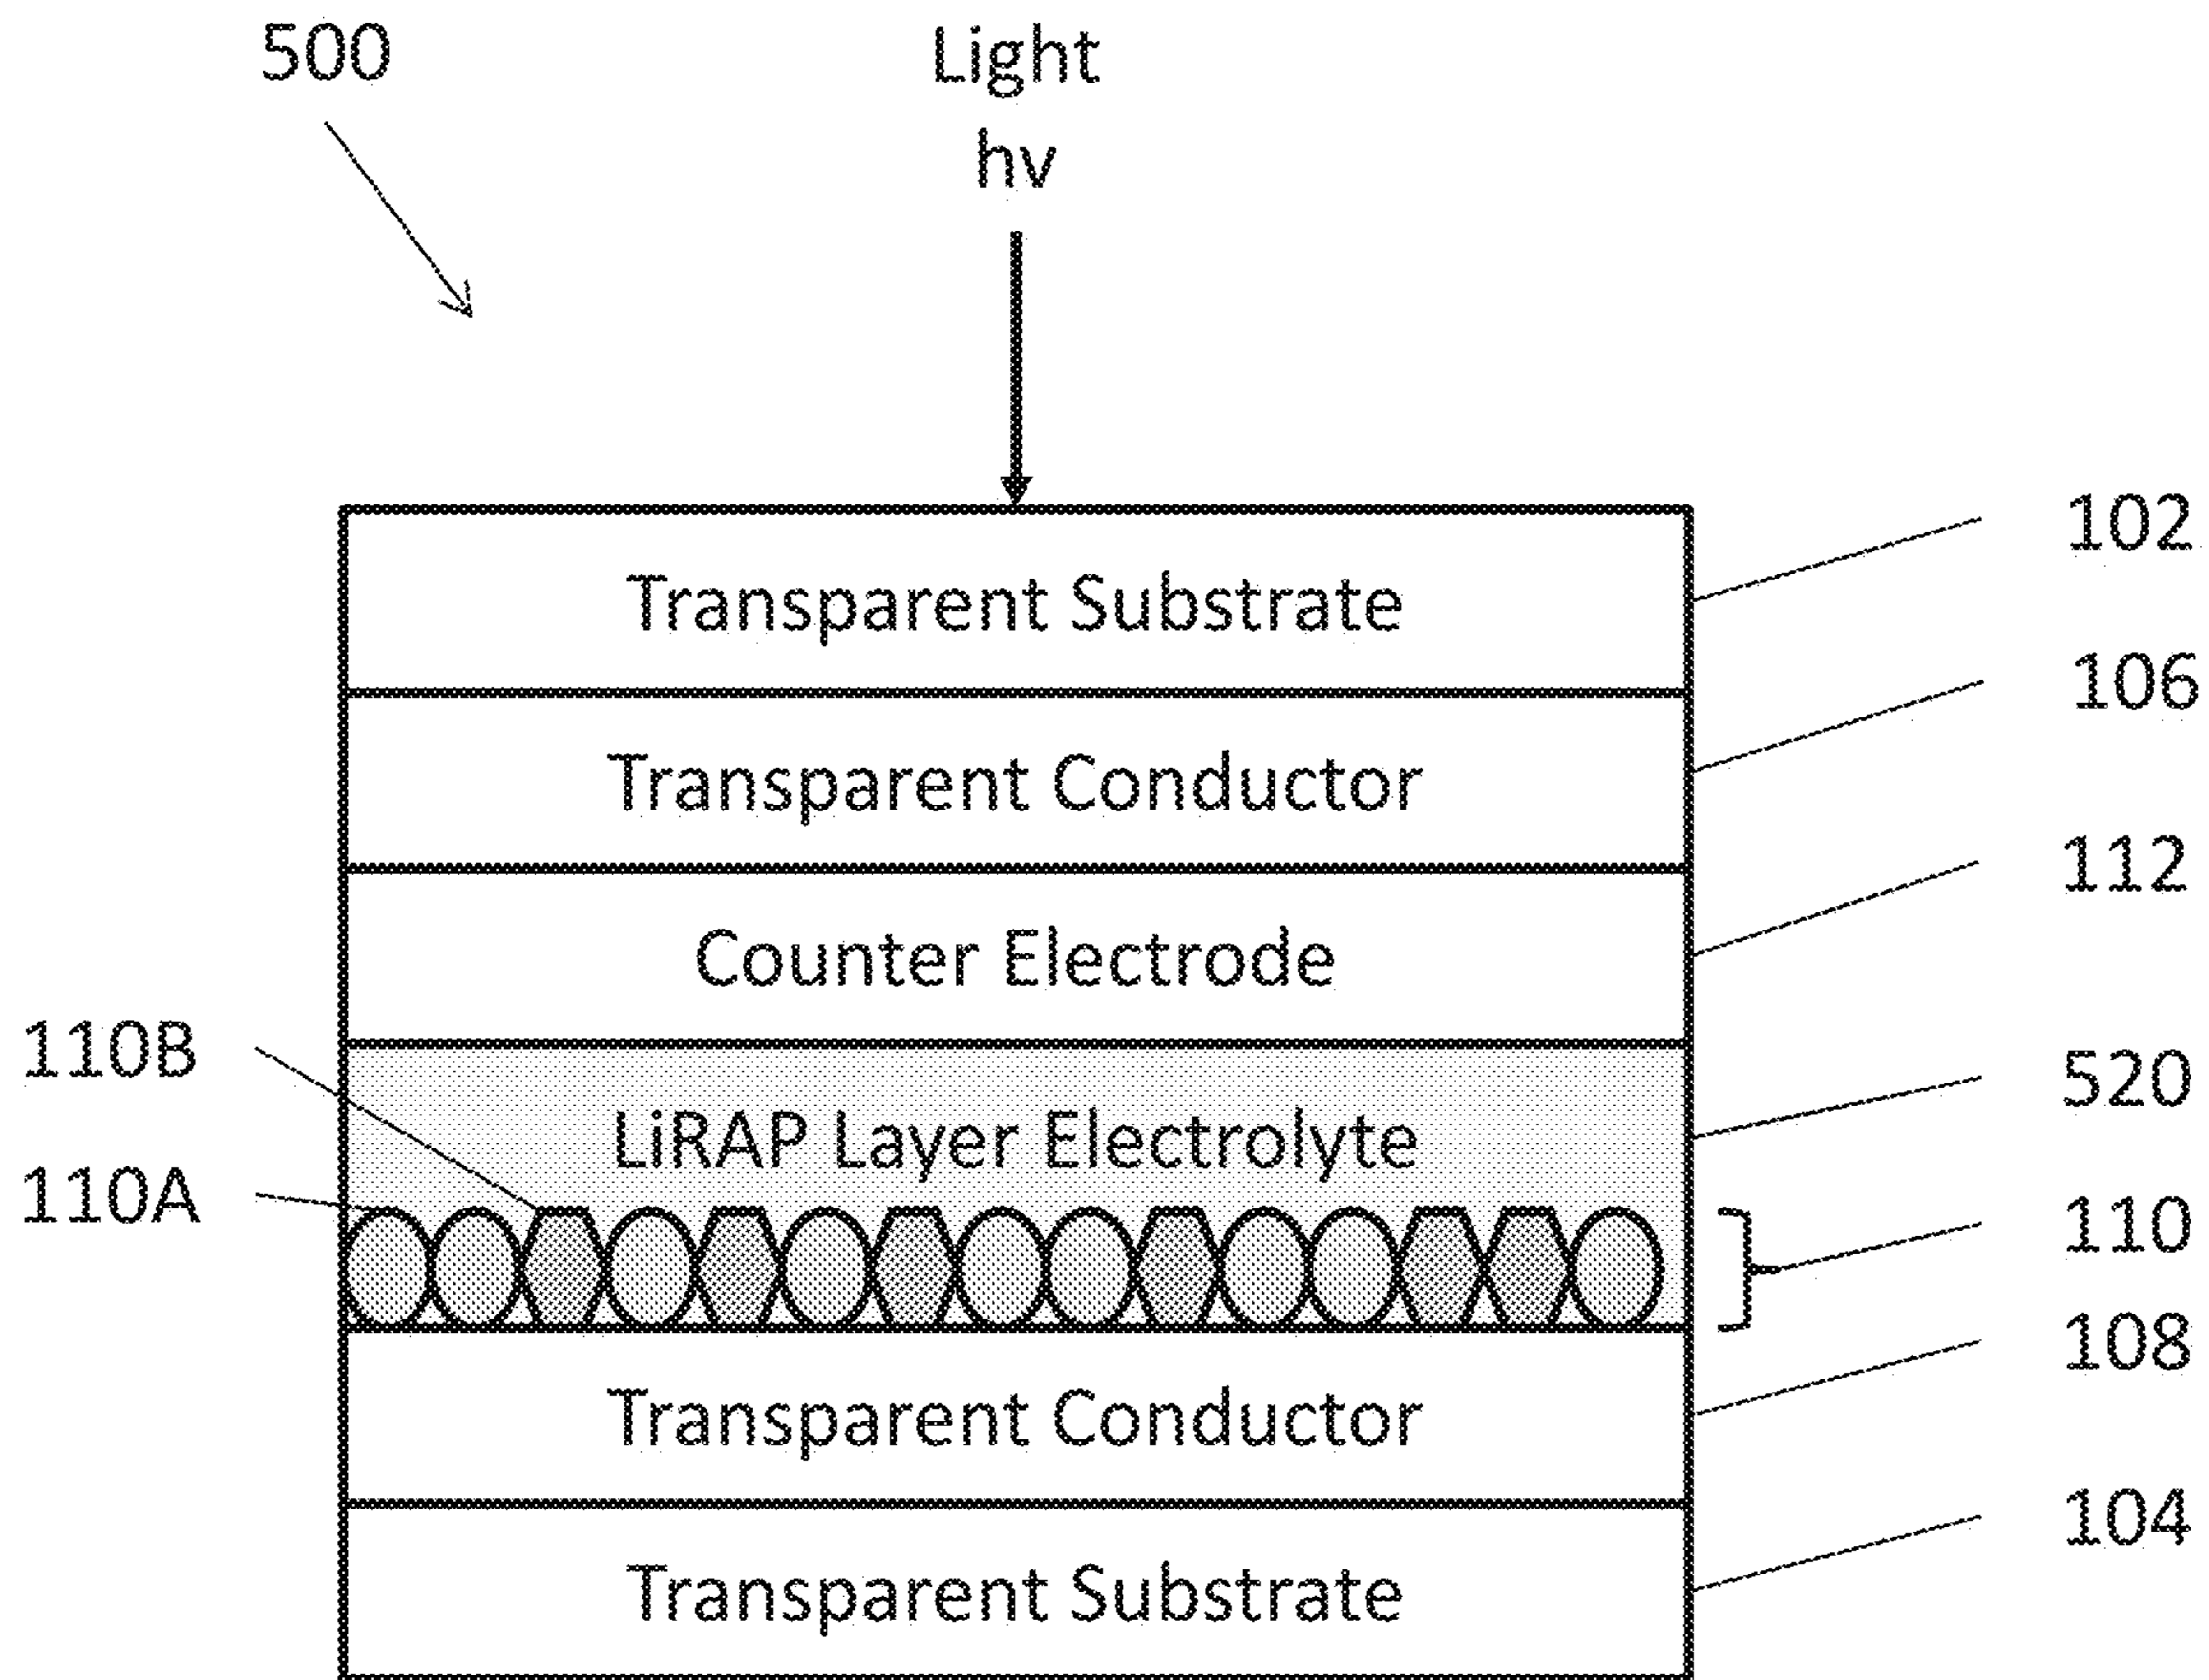 500
Light
hv
102
Transparent Substrate
106
Transparent Conductor
112
Counter Electrode
110B
520
LiRAP Layer Electrolyte
110A
110
108
Transparent Conductor
104
Transparent Substrate